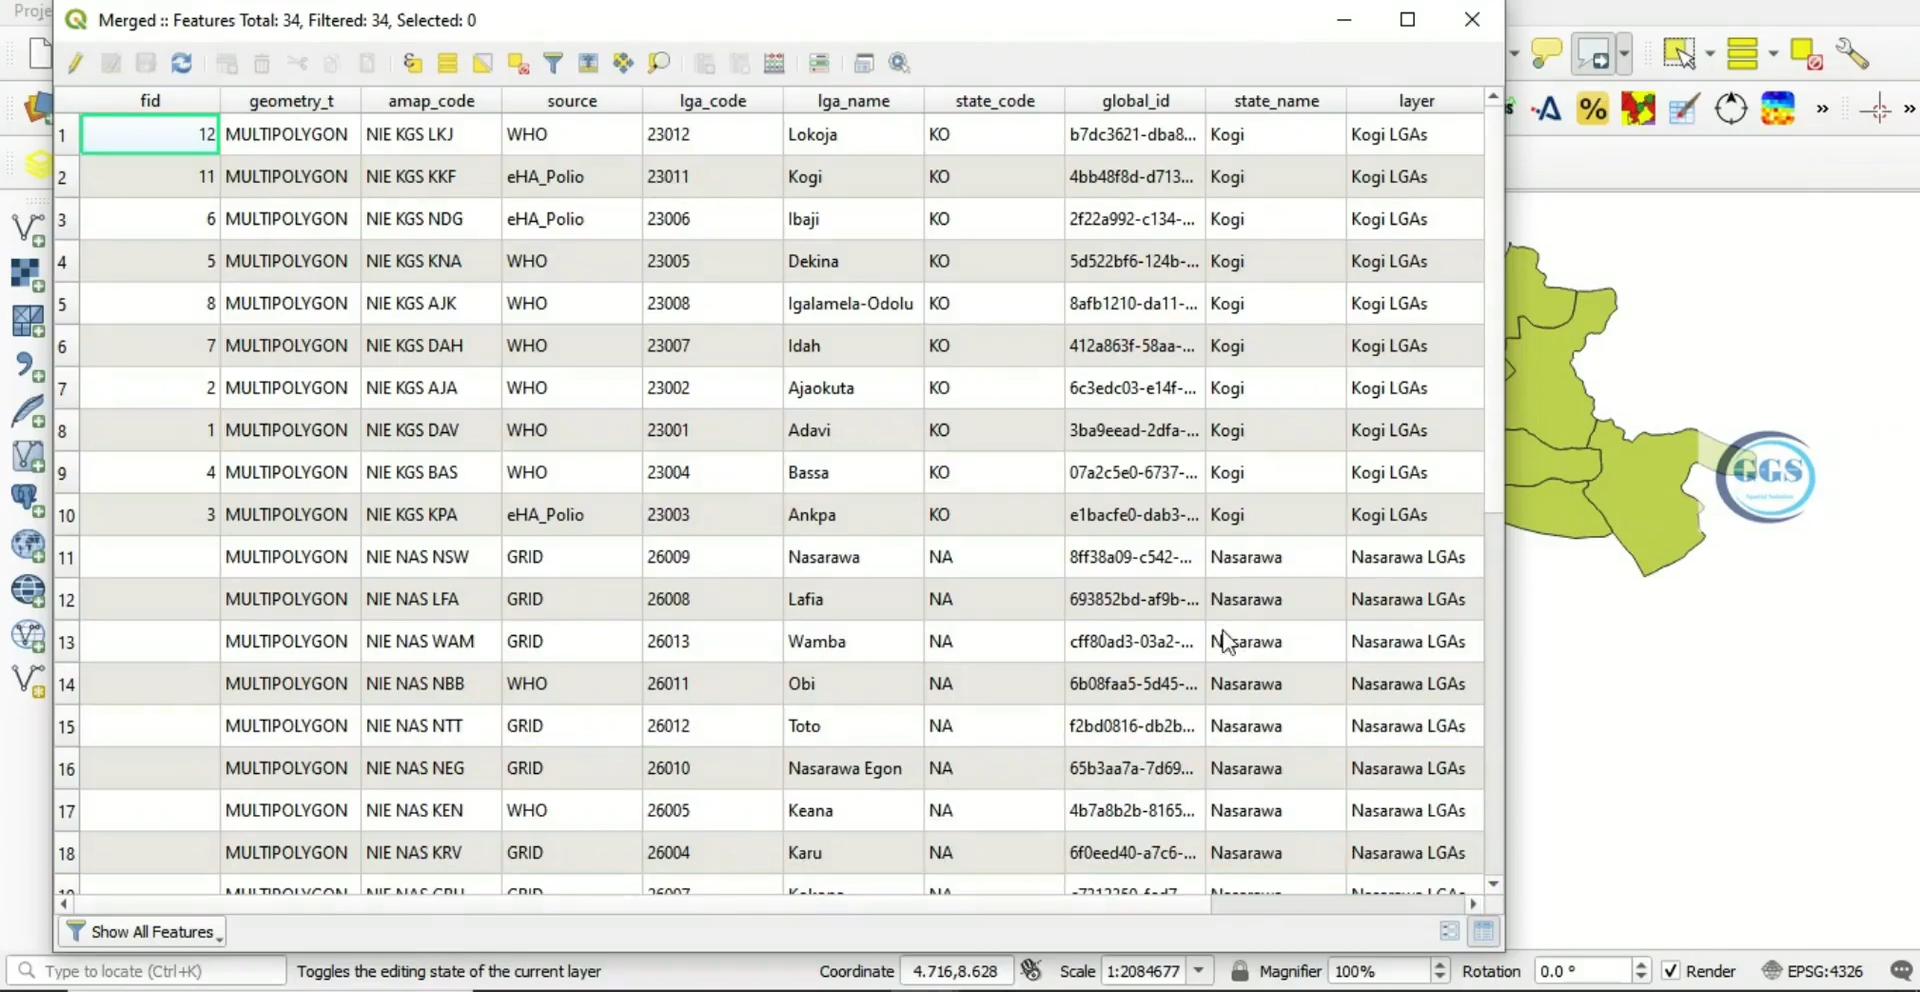 Proje
Merged :: Features Total: 34, Filtered: 34, Selected: 0
fid geometry_t amap_code source lga_code lga_name state_code global_id state_name layer
1 12 MULTIPOLYGON NIE KGS LKJ WHO 23012 Lokoja KO b7dc3621-dba8... Kogi Kogi LGAs
2 11 MULTIPOLYGON NIE KGS KKF eHA_Polio 23011 Kogi KO 4bb48f8d-d713... Kogi Kogi LGAs
3 6 MULTIPOLYGON NIE KGS NDG eHA_Polio 23006 Ibaji KO 2f22a992-c134-... Kogi Kogi LGAs
4 5 MULTIPOLYGON NIE KGS KNA WHO 23005 Dekina KO 5d522bf6-124b-... Kogi Kogi LGAs
5 8 MULTIPOLYGON NIE KGS AJK WHO 23008 Igalamela-Odolu KO 8afb1210-da11-... Kogi Kogi LGAs
6 7 MULTIPOLYGON NIE KGS DAH WHO 23007 Idah KO 412a863f-58aa-... Kogi Kogi LGAs
7 2 MULTIPOLYGON NIE KGS AJA WHO 23002 Ajaokuta KO 6c3edc03-e14f-... Kogi Kogi LGAs
8 1 MULTIPOLYGON NIE KGS DAV WHO 23001 Adavi KO 3ba9eead-2dfa-... Kogi Kogi LGAs
9 4 MULTIPOLYGON NIE KGS BAS WHO 23004 Bassa KO 07a2c5e0-6737-... Kogi Kogi LGAs
10 3 MULTIPOLYGON NIE KGS KPA eHA_Polio 23003 Ankpa KO e1bacfe0-dab3-... Kogi Kogi LGAs
11 MULTIPOLYGON NIE NAS NSW GRID 26009 Nasarawa NA 8ff38a09-c542-... Nasarawa Nasarawa LGAs
12 MULTIPOLYGON NIE NAS LFA GRID 26008 Lafia NA 693852bd-af9b-... Nasarawa Nasarawa LGAs
13 MULTIPOLYGON NIE NAS WAM GRID 26013 Wamba NA cff80ad3-03a2-... Nasarawa Nasarawa LGAs
14 MULTIPOLYGON NIE NAS NBB WHO 26011 Obi NA 6b08faa5-5d45-... Nasarawa Nasarawa LGAs
15 MULTIPOLYGON NIE NAS NTT GRID 26012 Toto NA f2bd0816-db2b... Nasarawa Nasarawa LGAs
16 MULTIPOLYGON NIE NAS NEG GRID 26010 Nasarawa Egon NA 65b3aa7a-7d69... Nasarawa Nasarawa LGAs
17 MULTIPOLYGON NIE NAS KEN WHO 26005 Keana NA 4b7a8b2b-8165... Nasarawa Nasarawa LGAs
18 MULTIPOLYGON NIE NAS KRV GRID 26004 Karu NA 6f0eed40-a7c6-... Nasarawa Nasarawa LGAs
MULTIPOLYGON NIE NAS GRID 26007 NA Nasarawa Nasarawa LGAs
GGS
Show All Features
Type to locate (Ctrl+K) Toggles the editing state of the current layer Coordinate 4.716,8.628 Scale 1:2084677 Magnifier 100% Rotation 0.0 ° Render EPSG:4326